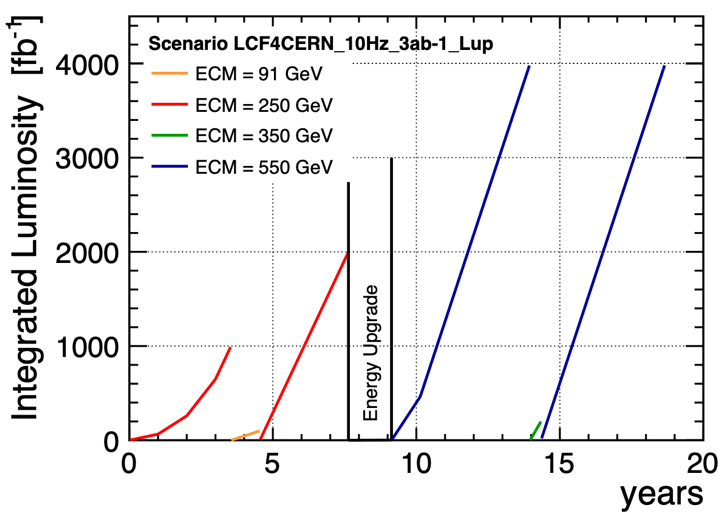 Integrated Luminosity [fb⁻¹]
Scenario LCF4CERN_10Hz_3ab-1_Lup
ECM = 91 GeV
ECM = 250 GeV
ECM = 350 GeV
ECM = 550 GeV
4000
3000
2000
1000
0
Energy Upgrade
0 5 10 15 20
years